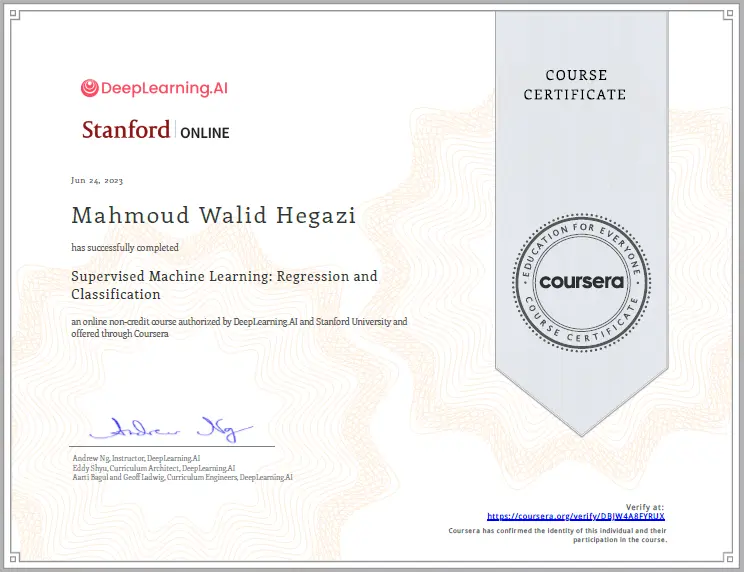 DeepLearning.AI
Stanford ONLINE
Jun 24, 2023
Mahmoud Walid Hegazi
has successfully completed
Supervised Machine Learning: Regression and
Classification
an online non-credit course authorized by DeepLearning.AI and Stanford University and
offered through Coursera
Andrew Ng
Andrew Ng, Instructor, DeepLearning.AI
Eddy Shyu, Curriculum Architect, DeepLearning.AI
Aarti Bagul and Geoff Ladwig, Curriculum Engineers, DeepLearning.AI
COURSE
CERTIFICATE
EDUCATION FOR EVERYONE
coursera
COURSE CERTIFICATE
Verify at:
https://coursera.org/verify/DBJW4A8FYRUX
Coursera has confirmed the identity of this individual and their
participation in the course.